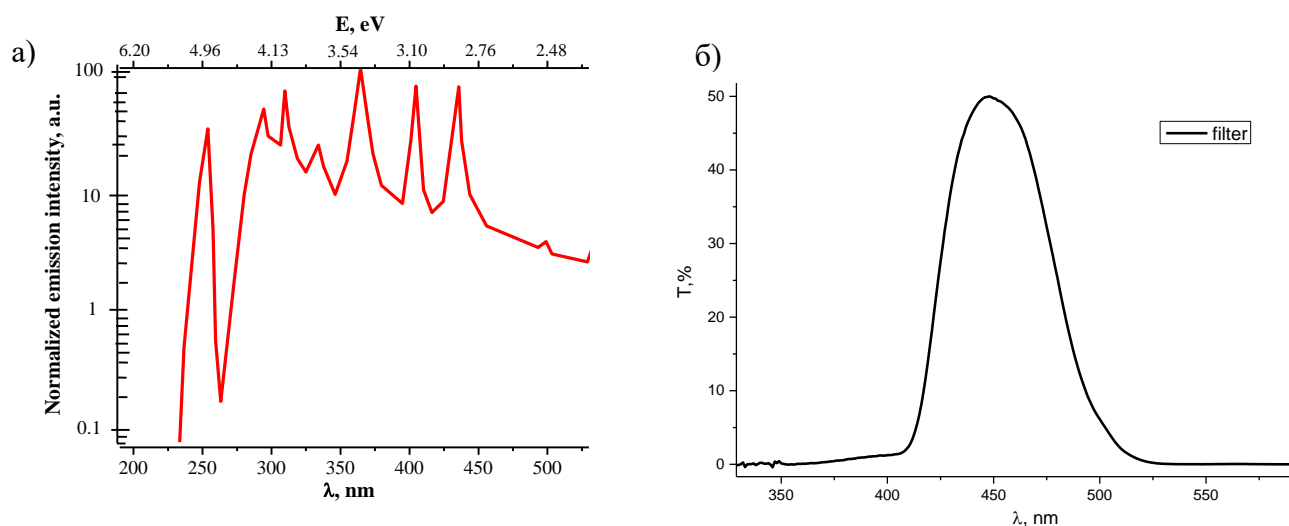 а)
E, eV
6.20 4.96 4.13 3.54 3.10 2.76 2.48
Normalized emission intensity, a.u.
100
10
1
0.1
200 250 300 350 400 450 500
λ, nm
б)
filter
T,%
50
40
30
20
10
0
350 400 450 500 550
λ, nm